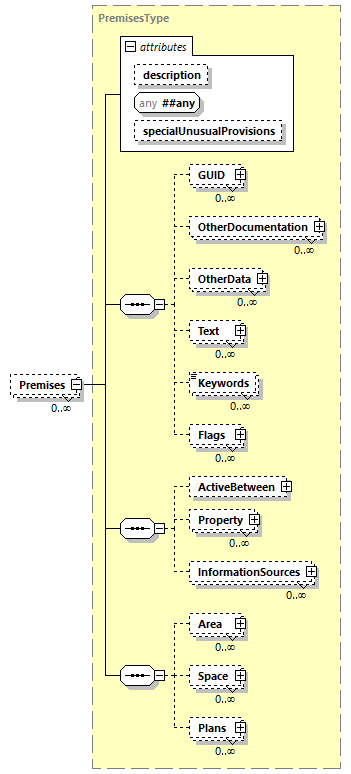 PremisesType
attributes
description
any ##any
specialUnusualProvisions
GUID
0..∞
OtherDocumentation
0..∞
OtherData
0..∞
Text
0..∞
Premises
0..∞
Keywords
0..∞
Flags
0..∞
ActiveBetween
Property
0..∞
InformationSources
0..∞
Area
0..∞
Space
0..∞
Plans
0..∞